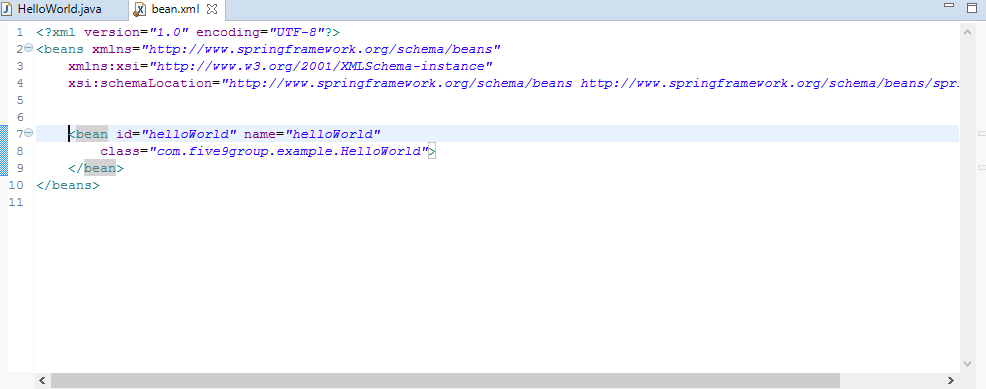 HelloWorld.java bean.xml
1 <?xml version="1.0" encoding="UTF-8"?>
2 <beans xmlns="http://www.springframework.org/schema/beans"
3 xmlns:xsi="http://www.w3.org/2001/XMLSchema-instance"
4 xsi:schemaLocation="http://www.springframework.org/schema/beans http://www.springframework.org/schema/beans/spri
5
6
7 <bean id="helloWorld" name="helloWorld"
8 class="com.five9group.example.HelloWorld">
9 </bean>
10 </beans>
11